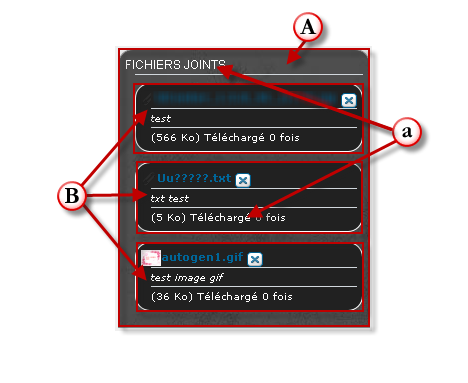 A
FICHIERS JOINTS
test
(566 Ko) Téléchargé 0 fois
a
Uu?????.txt
B
txt test
(5 Ko) Téléchargé 0 fois
autogen1.gif
test image gif
(36 Ko) Téléchargé 0 fois